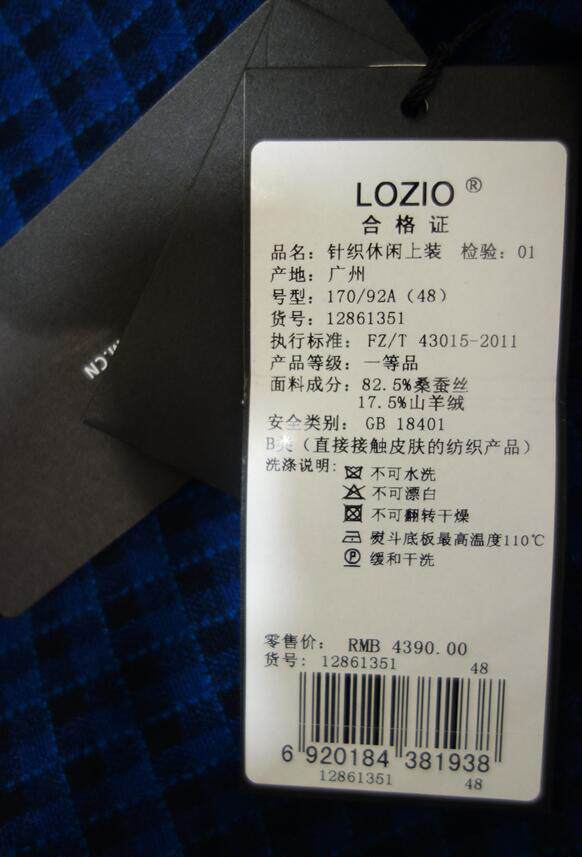 LOZIO ®
合格证
品名：针织休闲上装 检验：01
产地：广州
号型：170/92A（48）
货号：12861351
执行标准：FZ/T 43015-2011
产品等级：一等品
面料成分：82.5%桑蚕丝
17.5%山羊绒
安全类别：GB 18401
B类（直接接触皮肤的纺织产品）
洗涤说明：
不可水洗
不可漂白
不可翻转干燥
熨斗底板最高温度110℃
缓和干洗
零售价：RMB 4390.00
货号：12861351 48
6 920184 381938
12861351 48
.CN